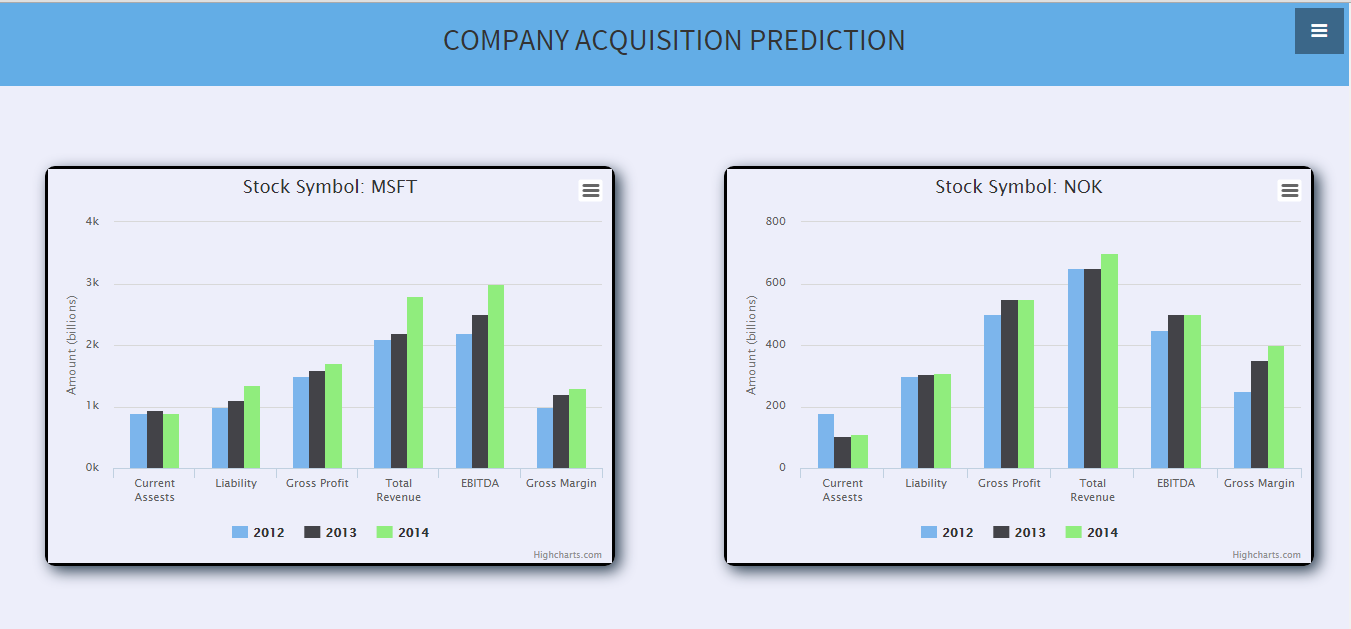 COMPANY ACQUISITION PREDICTION
Stock Symbol: MSFT
Amount (billions)
4k
3k
2k
1k
0k
Current
Assests
Liability
Gross Profit
Total
Revenue
EBITDA
Gross Margin
2012
2013
2014
Highcharts.com
Stock Symbol: NOK
Amount (billions)
800
600
400
200
0
Current
Assests
Liability
Gross Profit
Total
Revenue
EBITDA
Gross Margin
2012
2013
2014
Highcharts.com